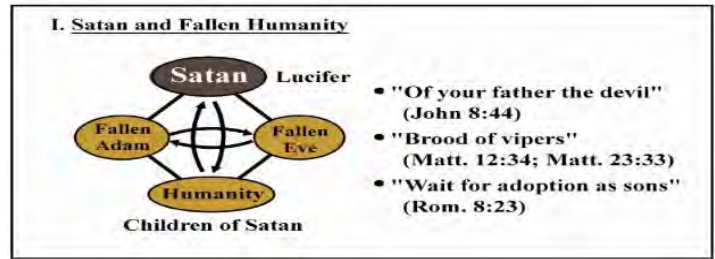 I. Satan and Fallen Humanity
Satan
Lucifer
Fallen
Adam
Fallen
Eve
Humanity
Children of Satan
• "Of your father the devil"
(John 8:44)
• "Brood of vipers"
(Matt. 12:34; Matt. 23:33)
• "Wait for adoption as sons"
(Rom. 8:23)